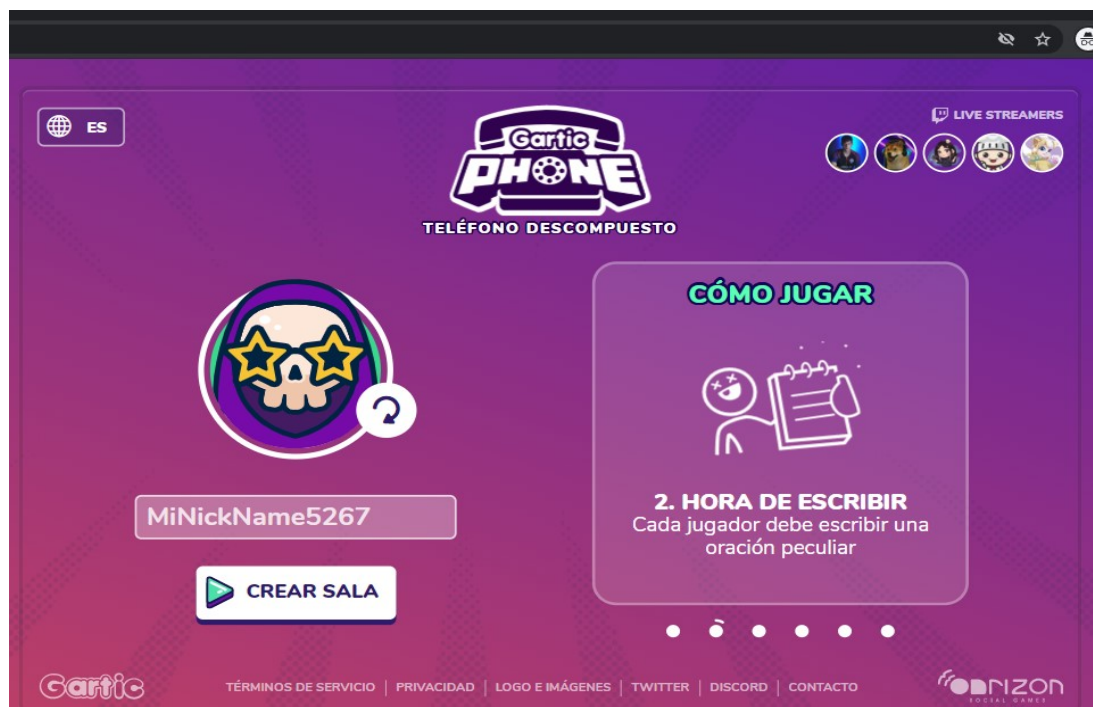 ES
Gartic
PHONE
TELÉFONO DESCOMPUESTO
LIVE STREAMERS
MiNickName5267
CREAR SALA
CÓMO JUGAR
2. HORA DE ESCRIBIR
Cada jugador debe escribir una
oración peculiar
Gartic
TÉRMINOS DE SERVICIO | PRIVACIDAD | LOGO E IMÁGENES | TWITTER | DISCORD | CONTACTO
ONRIZON
SOCIAL GAMES